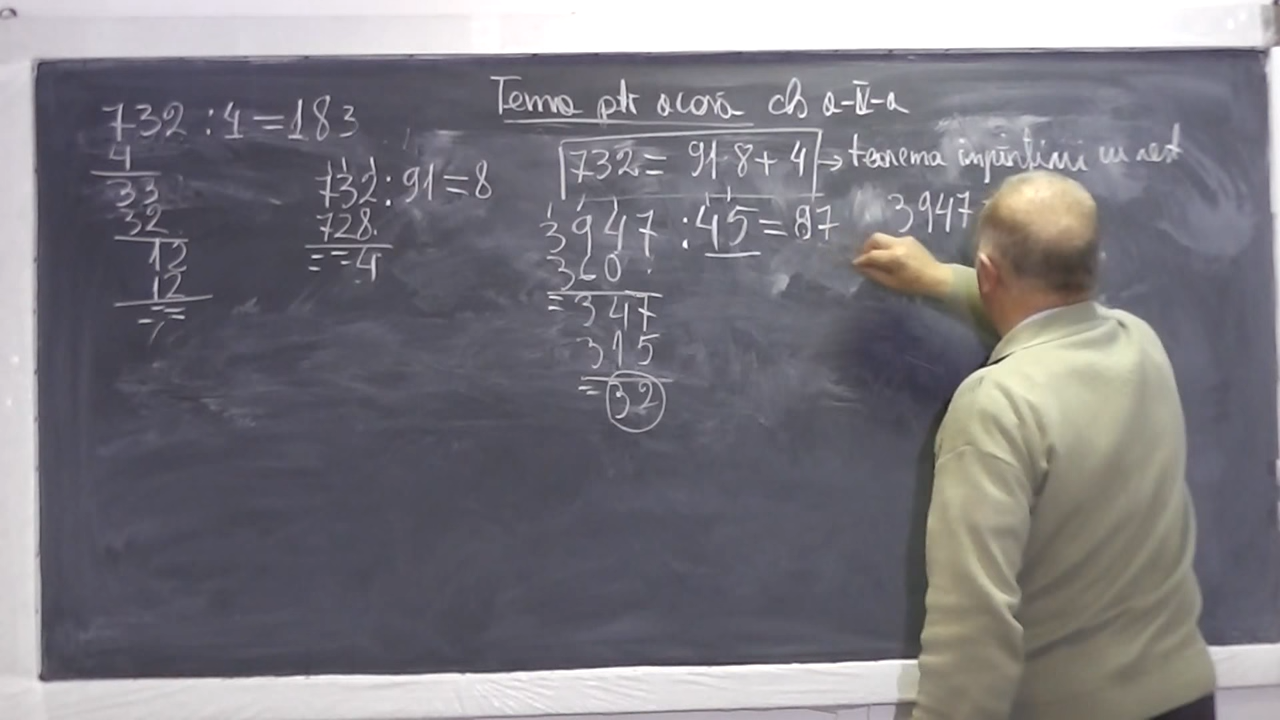 Tema ptr acasă cls a-IV-a
732 : 4 = 183
4
33
32
12
12
732 : 91 = 8
728
4
732 = 91·8 + 4 → teorema împărțirii cu rest
3947 : 45 = 87
360
347
315
32
3947